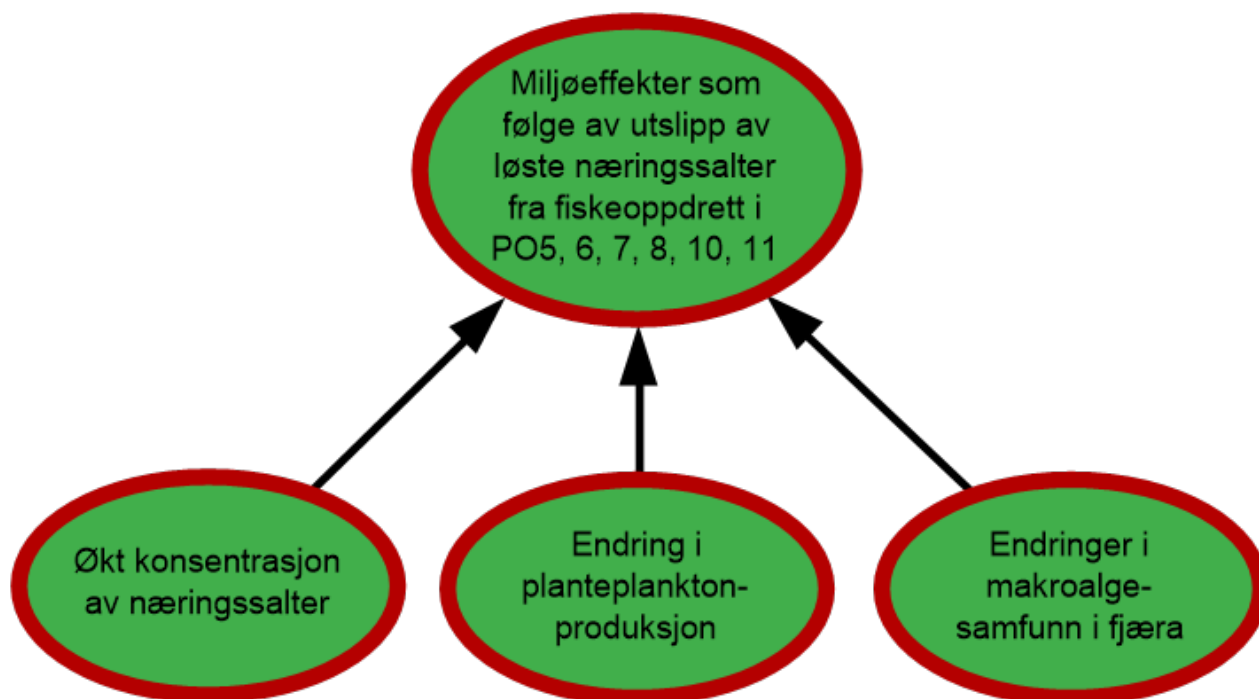 Miljøeffekter som
følge av utslipp av
løste næringssalter
fra fiskeoppdrett i
PO5, 6, 7, 8, 10, 11
Økt konsentrasjon
av næringssalter
Endring i
planteplankton-
produksjon
Endringer i
makroalge-
samfunn i fjæra